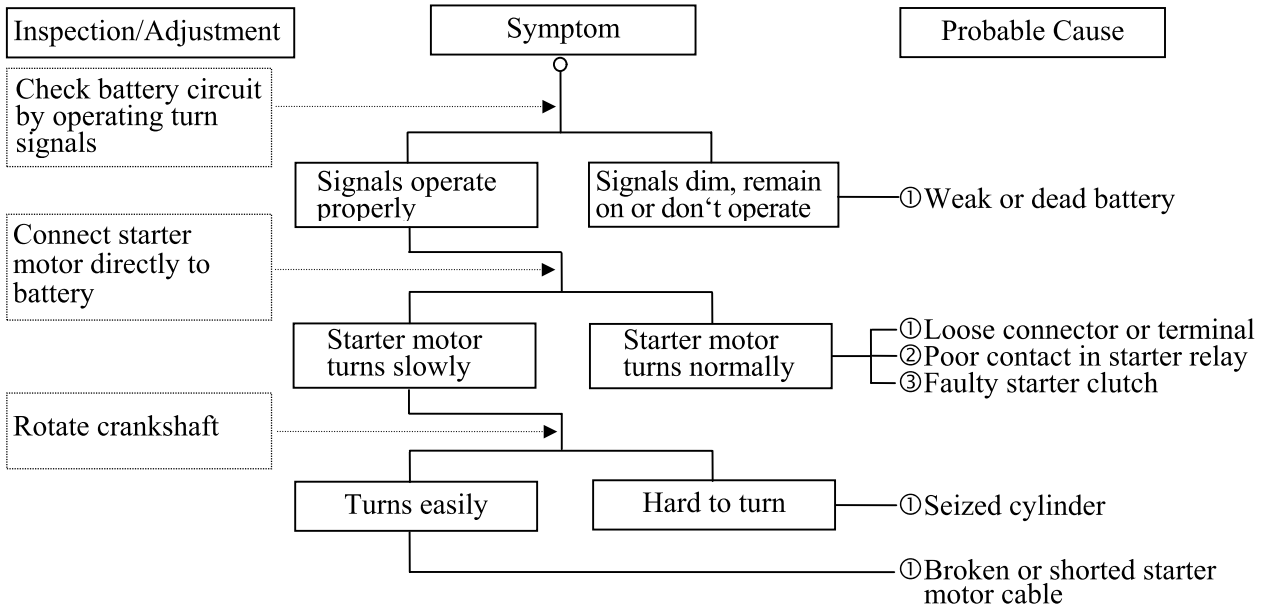 Inspection/Adjustment
Symptom
Probable Cause
Check battery circuit
by operating turn
signals
Signals operate
properly
Signals dim, remain
on or don‘t operate
①Weak or dead battery
Connect starter
motor directly to
battery
Starter motor
turns slowly
Starter motor
turns normally
①Loose connector or terminal
②Poor contact in starter relay
③Faulty starter clutch
Rotate crankshaft
Turns easily
Hard to turn
①Seized cylinder
①Broken or shorted starter
motor cable